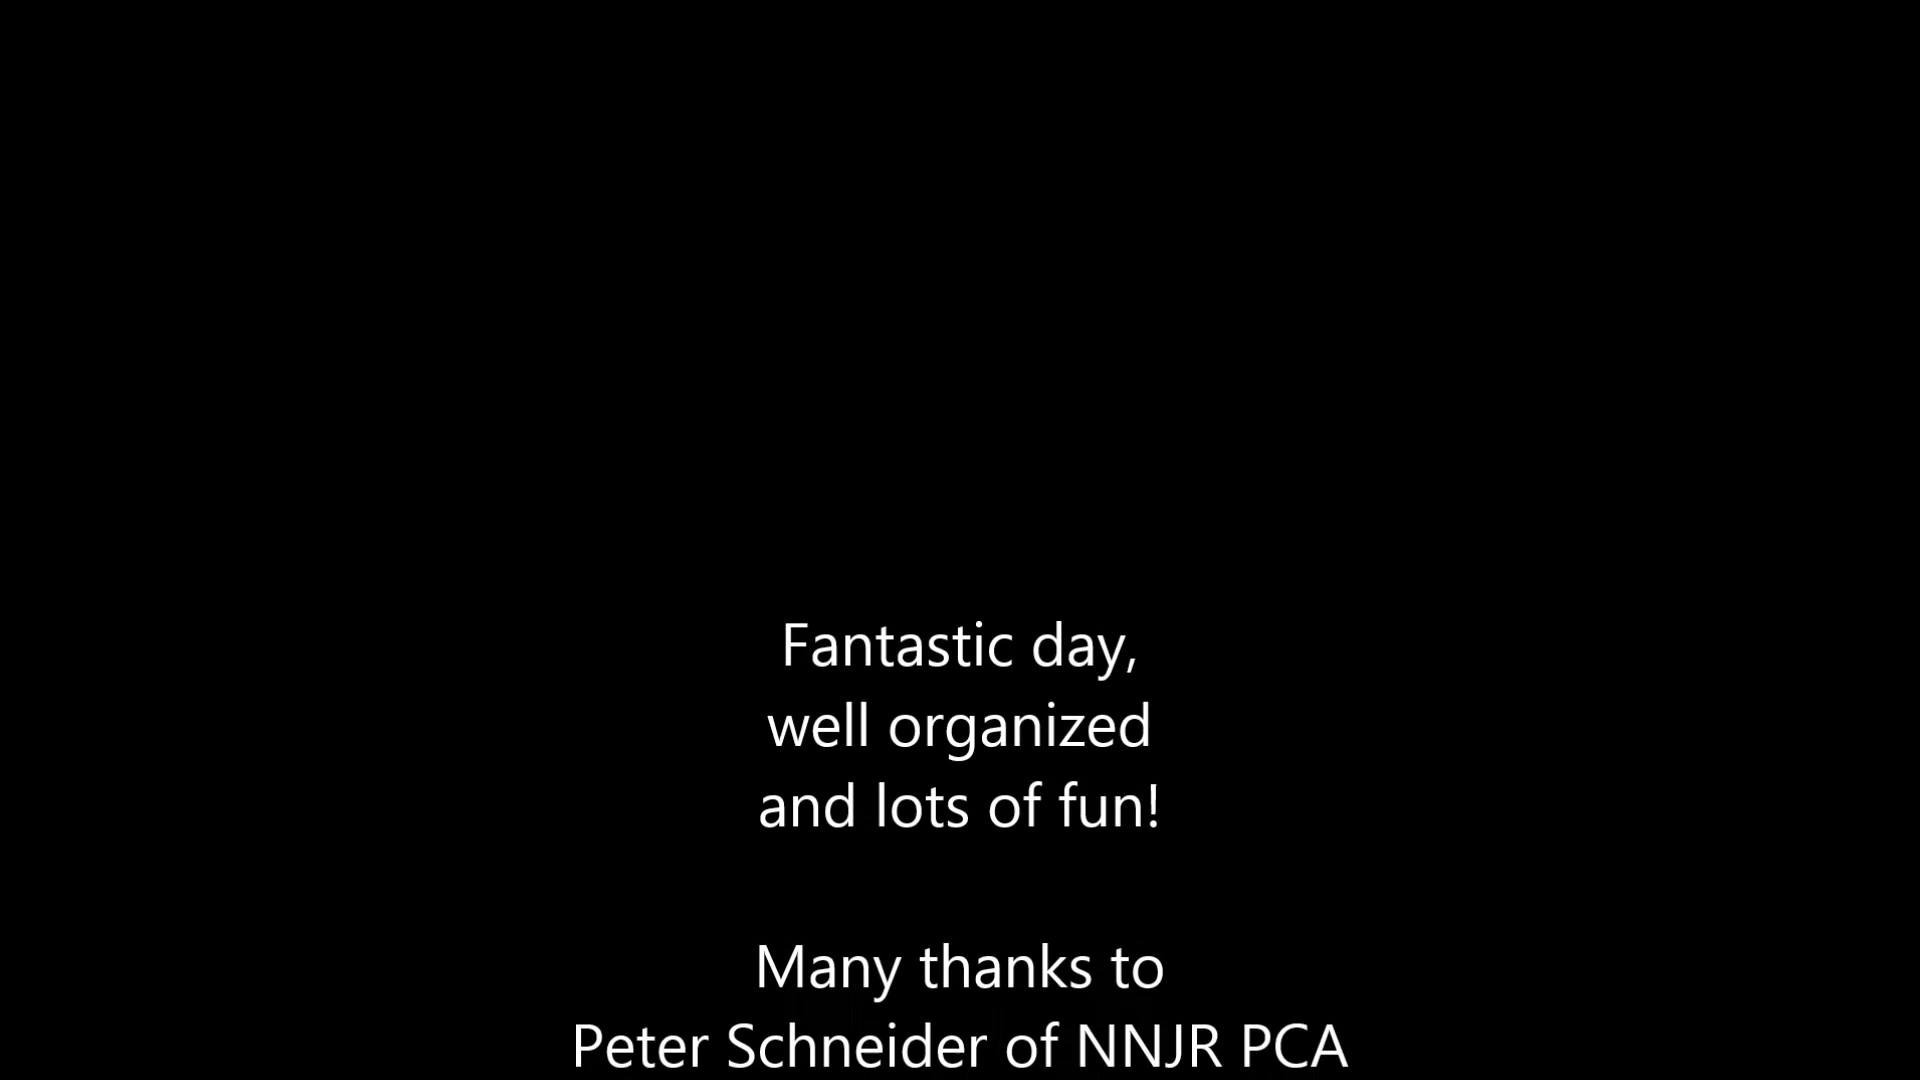 Fantastic day,
well organized
and lots of fun!
Many thanks to
Peter Schneider of NNJR PCA